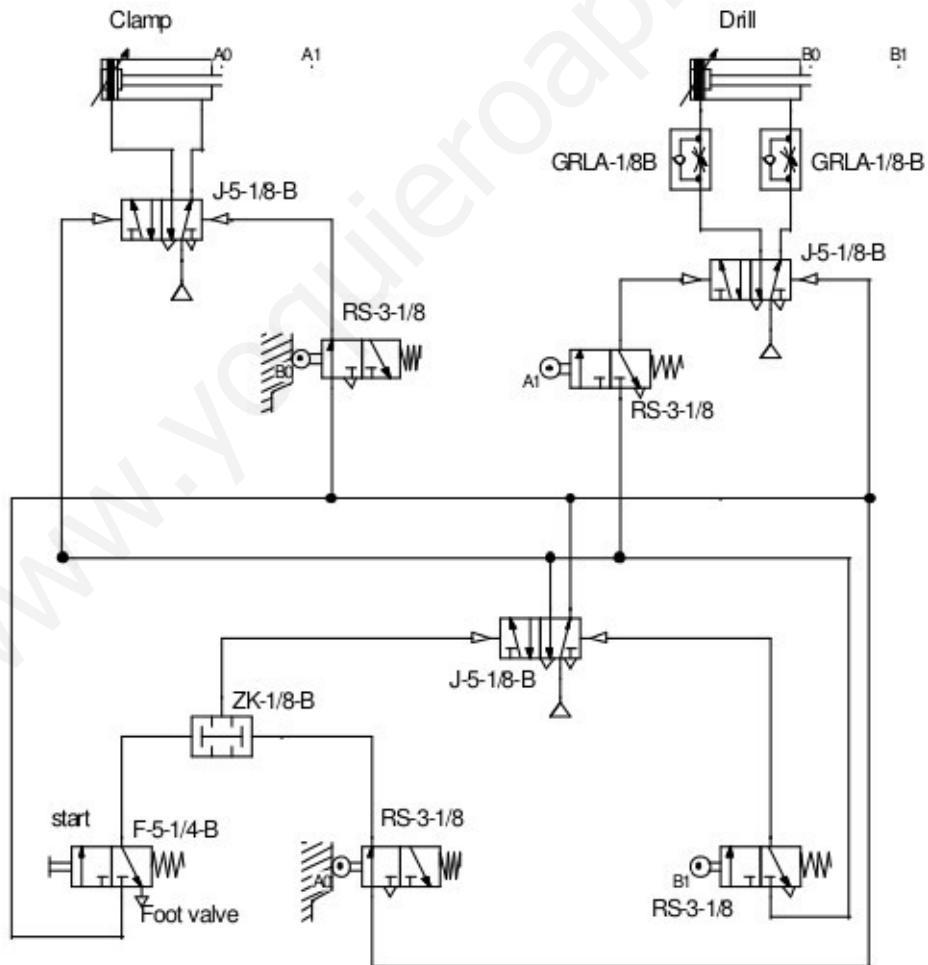 Clamp
Drill
A0
A1
B0
B1
GRLA-1/8B
GRLA-1/8-B
J-5-1/8-B
J-5-1/8-B
RS-3-1/8
B0
A1
RS-3-1/8
J-5-1/8-B
ZK-1/8-B
start
F-5-1/4-B
RS-3-1/8
A0
B1
RS-3-1/8
Foot valve